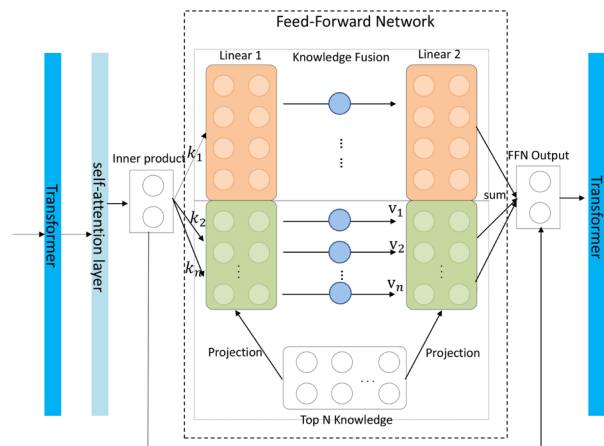 Feed-Forward Network
Linear 1
Knowledge Fusion
Linear 2
Transformer
self-attention layer
Inner product
k1
k2
kn
v1
v2
vn
sum
FFN Output
Transformer
Projection
Projection
Top N Knowledge